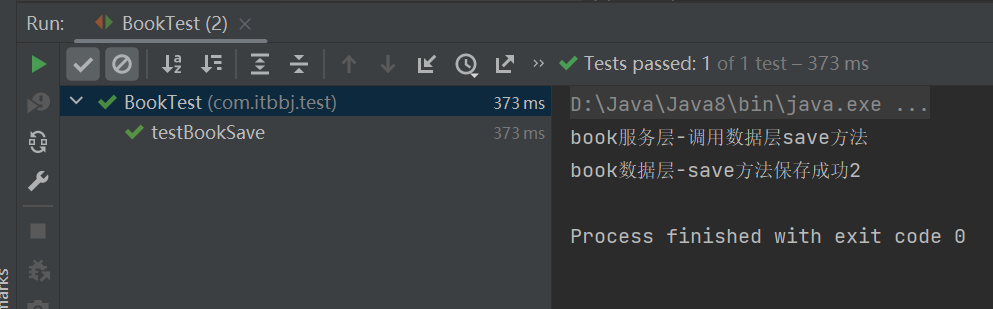 Run: BookTest (2)
Tests passed: 1 of 1 test – 373 ms
BookTest (com.itbbj.test) 373 ms
testBookSave 373 ms
D:\Java\Java8\bin\java.exe ...
book服务层-调用数据层save方法
book数据层-save方法保存成功2
Process finished with exit code 0
marks